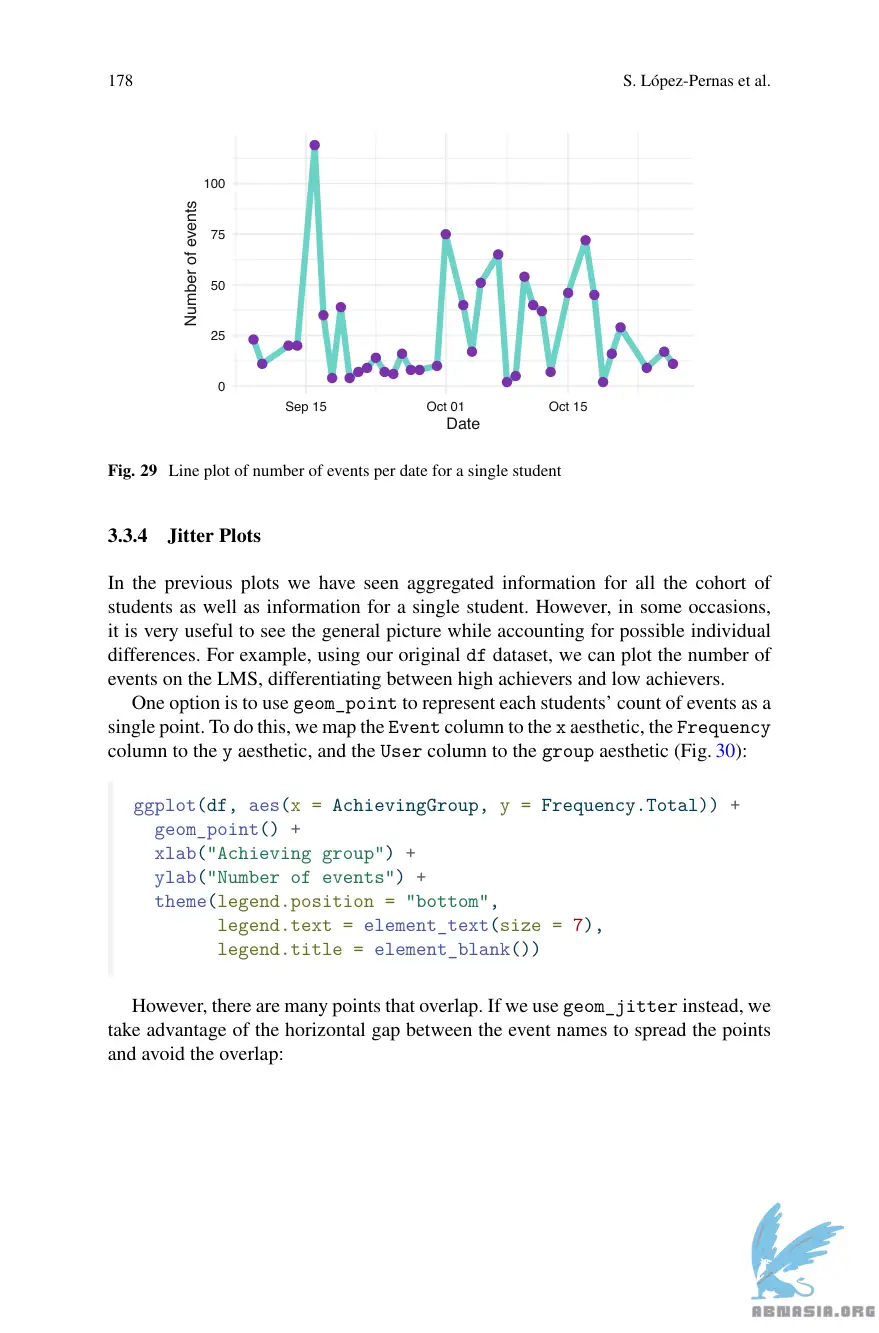 178
S. López-Pernas et al.
100
75
50
25
0
Number of events
Sep 15
Oct 01
Oct 15
Date
Fig. 29 Line plot of number of events per date for a single student
3.3.4 Jitter Plots
In the previous plots we have seen aggregated information for all the cohort of
students as well as information for a single student. However, in some occasions,
it is very useful to see the general picture while accounting for possible individual
differences. For example, using our original df dataset, we can plot the number of
events on the LMS, differentiating between high achievers and low achievers.
One option is to use geom_point to represent each students’ count of events as a
single point. To do this, we map the Event column to the x aesthetic, the Frequency
column to the y aesthetic, and the User column to the group aesthetic (Fig. 30):
ggplot(df, aes(x = AchievingGroup, y = Frequency.Total)) +
  geom_point() +
  xlab("Achieving group") +
  ylab("Number of events") +
  theme(legend.position = "bottom",
        legend.text = element_text(size = 7),
        legend.title = element_blank())
However, there are many points that overlap. If we use geom_jitter instead, we
take advantage of the horizontal gap between the event names to spread the points
and avoid the overlap:
ABNASIA.ORG